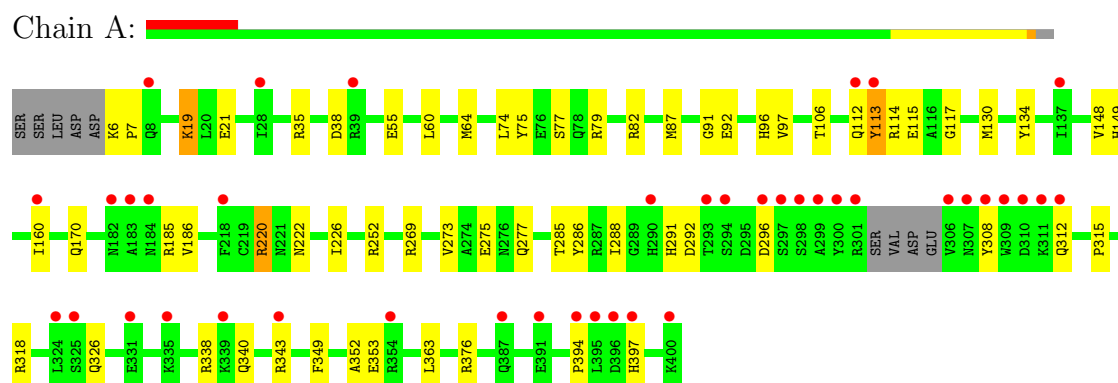 Chain A:
SER SER LEU ASP ASP K6 P7 Q8 K19 L20 E21 I28 R35 D38 R39 E55 L60 M64 L74 Y75 E76 S77 Q78 R79 R82 M87 G91 E92 H96 V97 T106 Q112 Y113 R114 E115 A116 G117 M130 Y134 I137 V148 H149
I160 Q170 N182 A183 N184 R185 V186 F218 C219 R220 N221 N222 I226 R252 R269 V273 A274 E275 N276 Q277 T285 Y286 R287 I288 G289 H290 H291 D292 T293 S294 D295 D296 S297 S298 A299 Y300 R301 SER VAL ASP GLU V306 N307 Y308 W309 D310 K311 Q312 P315
R318 L324 S325 Q326 E331 K335 R338 K339 Q340 R343 F349 A352 E353 R354 L363 R376 Q387 E391 P394 L395 D396 H397 K400